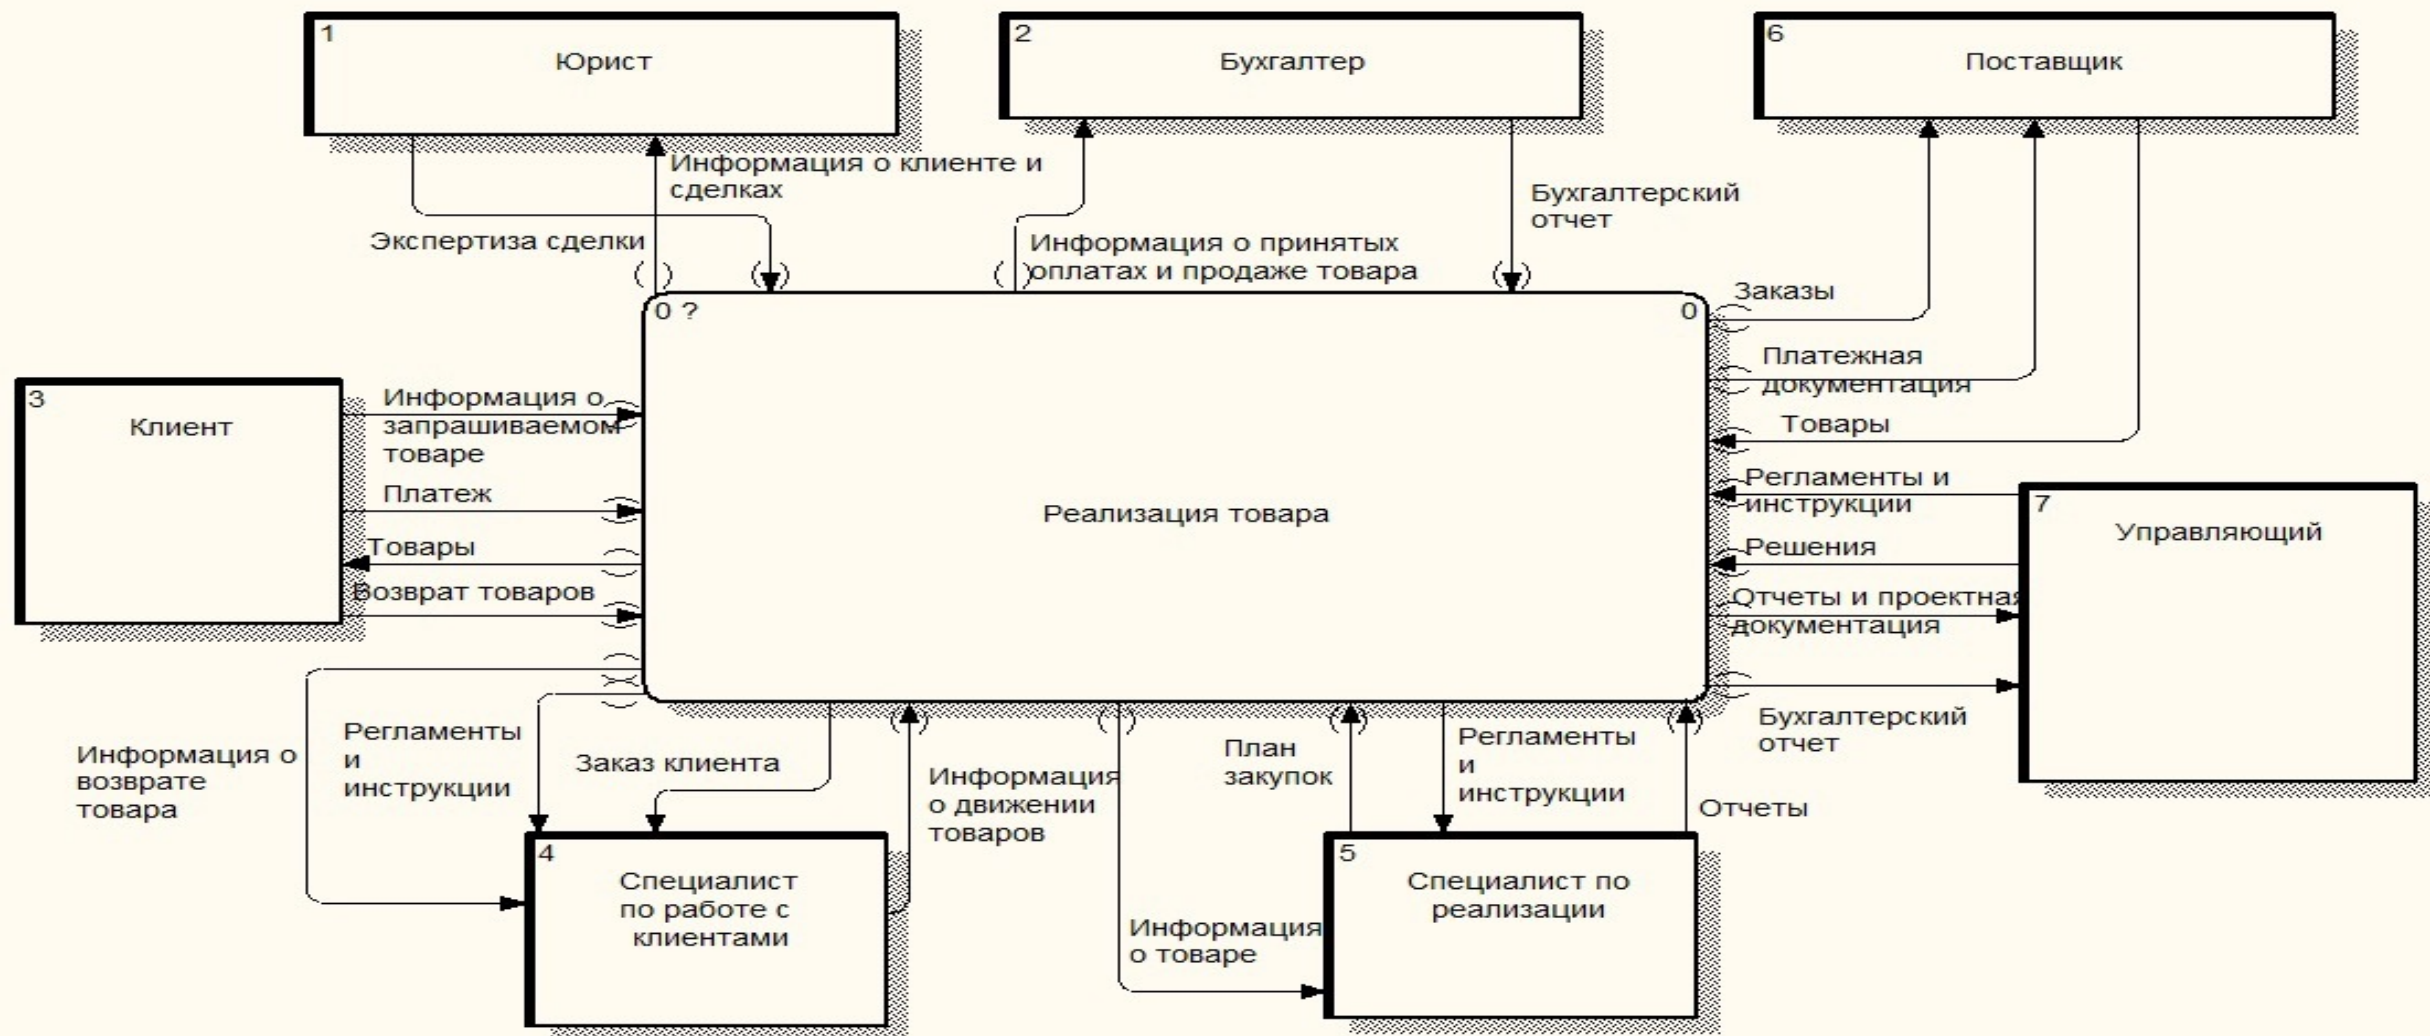 1
Юрист
2
Бухгалтер
6
Поставщик
Информация о клиенте и
сделках
Экспертиза сделки
Информация о принятых
оплатах и продаже товара
Бухгалтерский
отчет
Заказы
Платежная
документация
Товары
0 ?
0
Реализация товара
3
Клиент
Информация о
запрашиваемом
товаре
Платеж
Товары
Возврат товаров
Регламенты и
инструкции
Решения
Отчеты и проектная
документация
Бухгалтерский
отчет
7
Управляющий
Информация о
возврате
товара
Регламенты
и
инструкции
Заказ клиента
Информация
о движении
товаров
План
закупок
Регламенты
и
инструкции
Отчеты
4
Специалист
по работе с
клиентами
Информация
о товаре
5
Специалист по
реализации